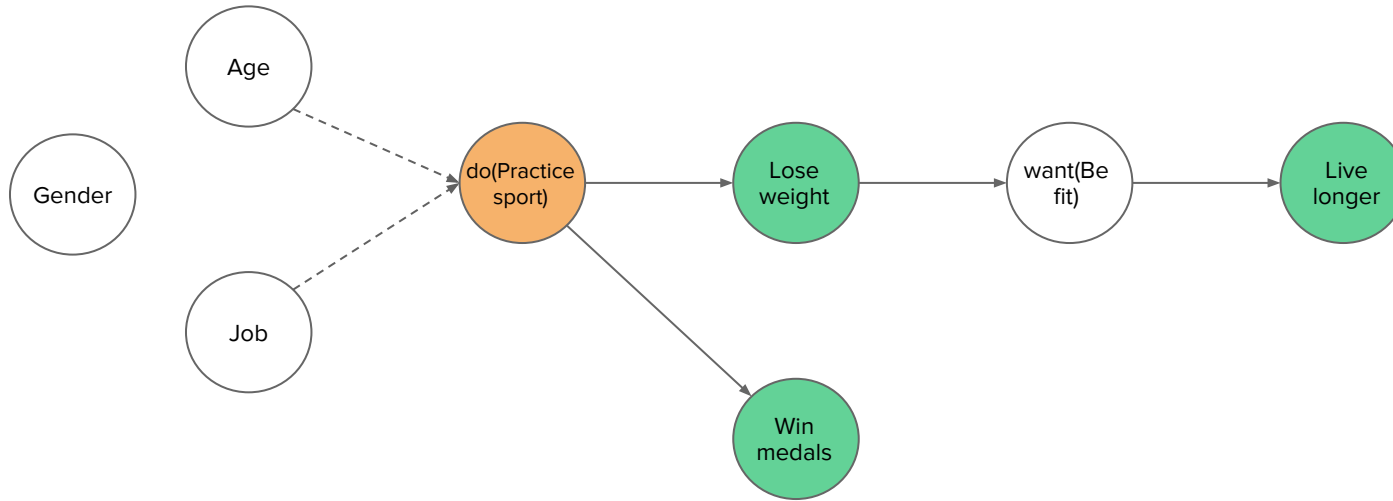 Age
Gender
Job
do(Practice
sport)
Lose
weight
want(Be
fit)
Live
longer
Win
medals